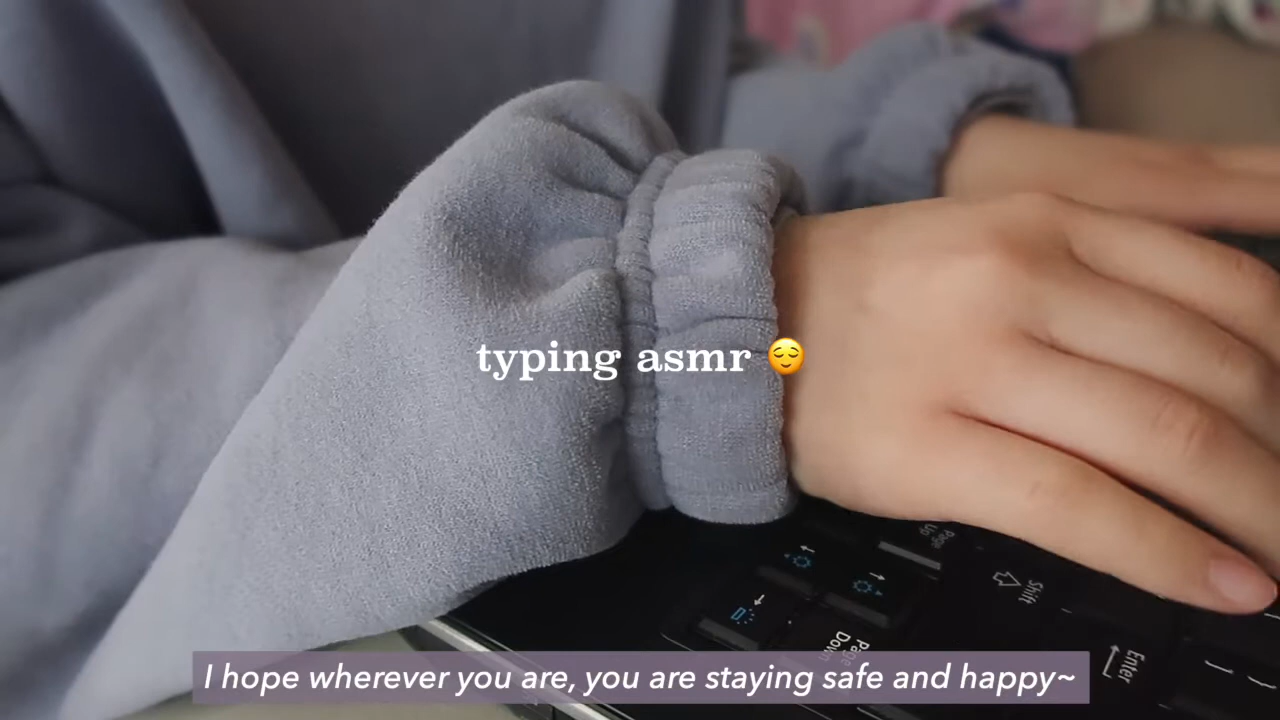 typing asmr 😌
I hope wherever you are, you are staying safe and happy~
Page
Up
Shift
Page
Down
Enter